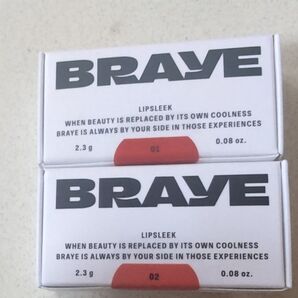 BRAYE
LIPSLEEK
WHEN BEAUTY IS REPLACED BY ITS OWN COOLNESS
BRAYE IS ALWAYS BY YOUR SIDE IN THOSE EXPERIENCES
2.3 g 01 0.08 oz.
BRAYE
LIPSLEEK
WHEN BEAUTY IS REPLACED BY ITS OWN COOLNESS
BRAYE IS ALWAYS BY YOUR SIDE IN THOSE EXPERIENCES
2.3 g 02 0.08 oz.